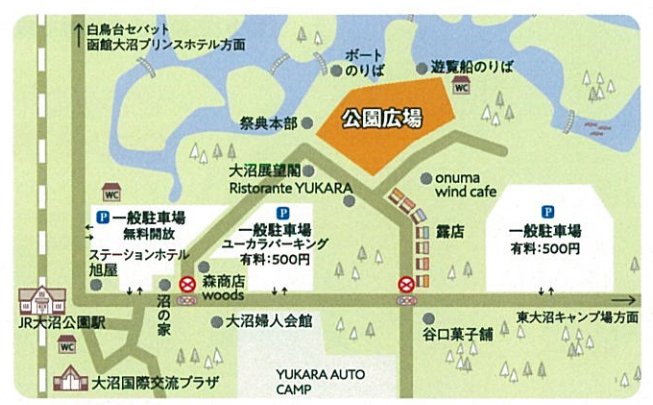 白鳥台セバット
函館大沼プリンスホテル方面
ボート
のりば
遊覧船のりば
WC
祭典本部
公園広場
大沼展望閣
Ristorante YUKARA
onuma
wind cafe
WC
P 一般駐車場
無料開放
P
一般駐車場
ユーカラパーキング
有料:500円
露店
P
一般駐車場
有料:500円
ステーションホテル
旭屋
沼の家
森商店
woods
JR大沼公園駅
大沼婦人会館
谷口菓子舗
東大沼キャンプ場方面
WC
大沼国際交流プラザ
YUKARA AUTO
CAMP